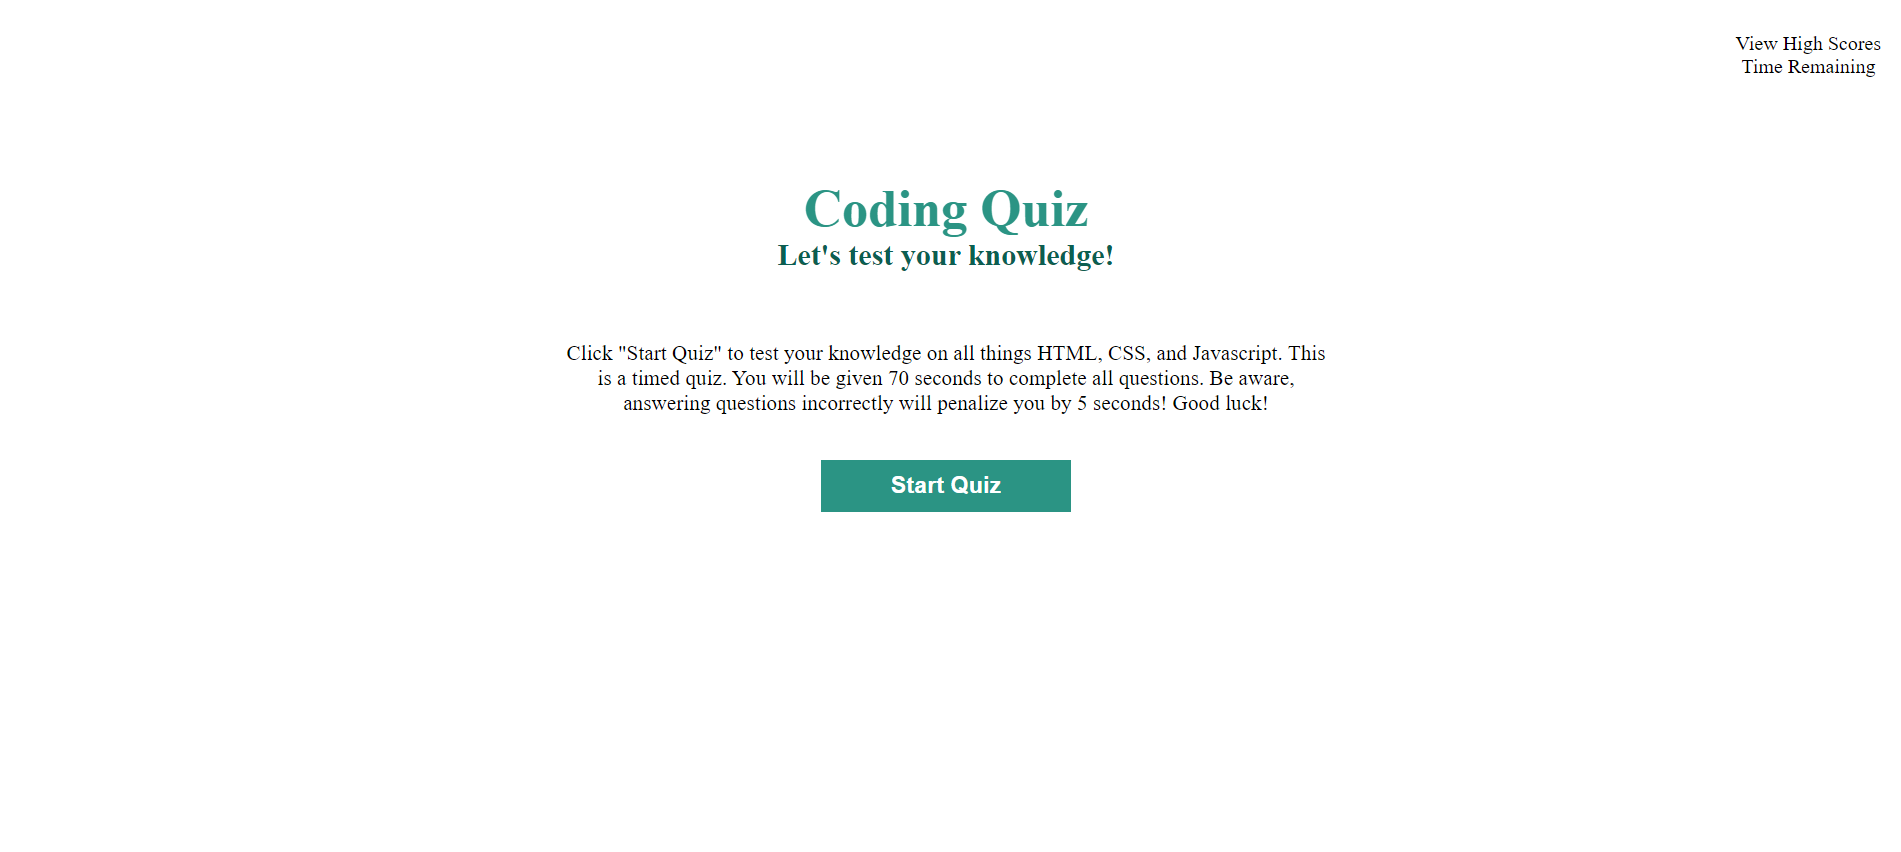 View High Scores
Time Remaining
Coding Quiz
Let's test your knowledge!
Click "Start Quiz" to test your knowledge on all things HTML, CSS, and Javascript. This
is a timed quiz. You will be given 70 seconds to complete all questions. Be aware,
answering questions incorrectly will penalize you by 5 seconds! Good luck!
Start Quiz